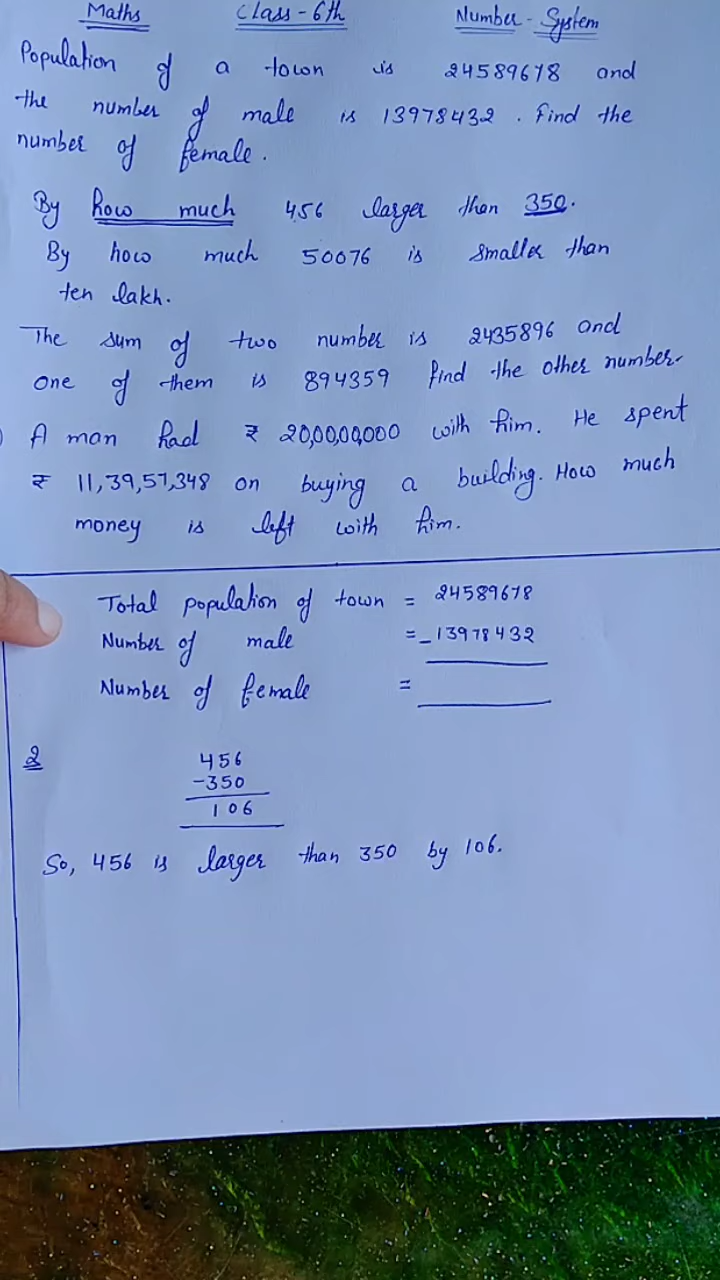 Maths Class-6th Number-System
Population of a town is 24589678 and
the number of male is 13978432. Find the
number of female.
By how much 456 larger than 350.
By how much 50076 is smaller than
ten lakh.
The sum of two number is 2435896 and
one of them is 894359 find the other number.
) A man had ₹ 20,00,00,000 with him. He spent
₹ 11,39,57,348 on buying a building. How much
money is left with him.
Total population of town = 24589678
Number of male = - 13978432
Number of female =
2
456
-350
106
So, 456 is larger than 350 by 106.